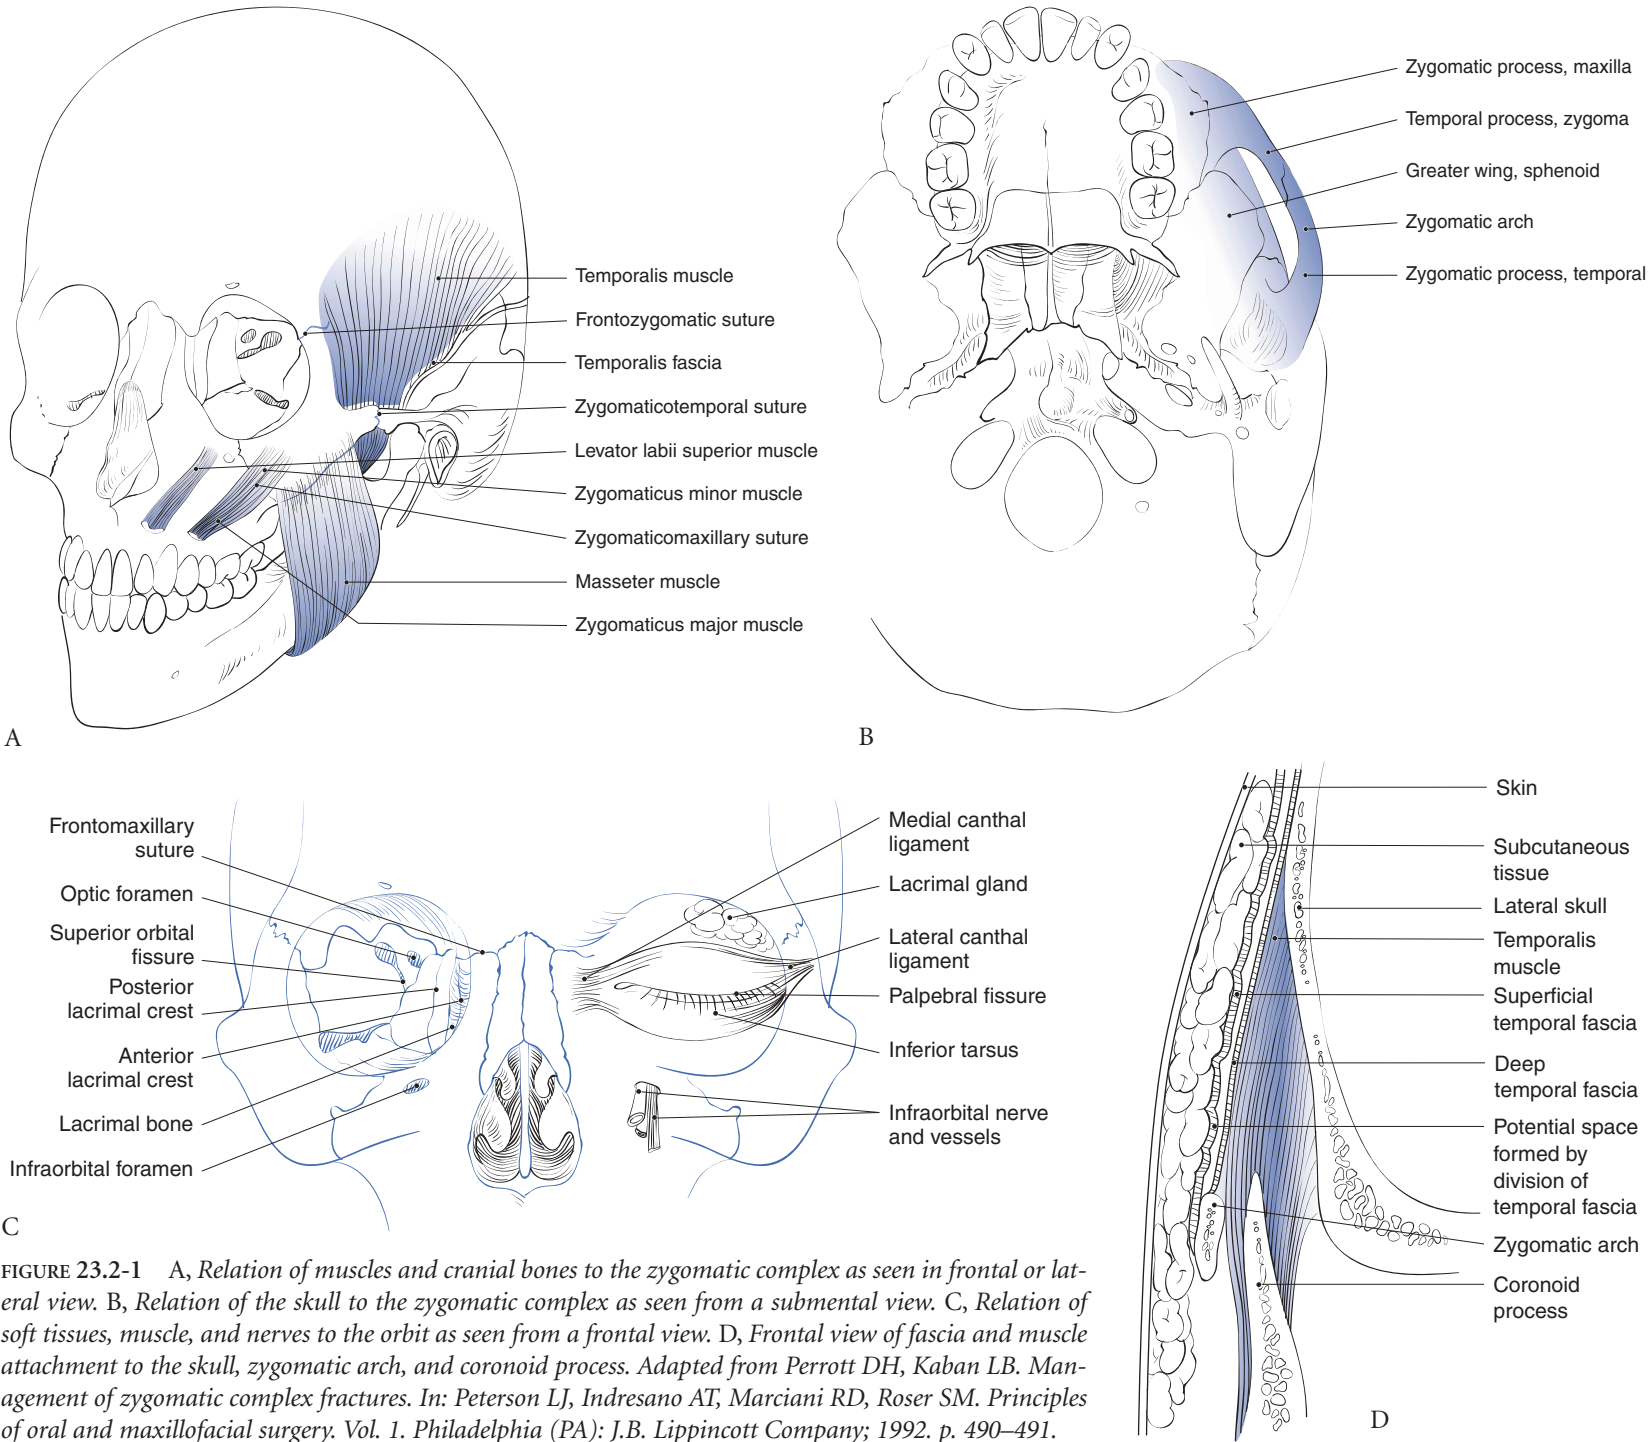 Temporalis muscle
Frontozygomatic suture
Temporalis fascia
Zygomaticotemporal suture
Levator labii superior muscle
Zygomaticus minor muscle
Zygomaticomaxillary suture
Masseter muscle
Zygomaticus major muscle
A
Zygomatic process, maxilla
Temporal process, zygoma
Greater wing, sphenoid
Zygomatic arch
Zygomatic process, temporal
B
Frontomaxillary
suture
Optic foramen
Superior orbital
fissure
Posterior
lacrimal crest
Anterior
lacrimal crest
Lacrimal bone
Infraorbital foramen
Medial canthal
ligament
Lacrimal gland
Lateral canthal
ligament
Palpebral fissure
Inferior tarsus
Infraorbital nerve
and vessels
C
Skin
Subcutaneous
tissue
Lateral skull
Temporalis
muscle
Superficial
temporal fascia
Deep
temporal fascia
Potential space
formed by
division of
temporal fascia
Zygomatic arch
Coronoid
process
D
FIGURE 23.2-1 A, Relation of muscles and cranial bones to the zygomatic complex as seen in frontal or lat-
eral view. B, Relation of the skull to the zygomatic complex as seen from a submental view. C, Relation of
soft tissues, muscle, and nerves to the orbit as seen from a frontal view. D, Frontal view of fascia and muscle
attachment to the skull, zygomatic arch, and coronoid process. Adapted from Perrott DH, Kaban LB. Man-
agement of zygomatic complex fractures. In: Peterson LJ, Indresano AT, Marciani RD, Roser SM. Principles
of oral and maxillofacial surgery. Vol. 1. Philadelphia (PA): J.B. Lippincott Company; 1992. p. 490–491.